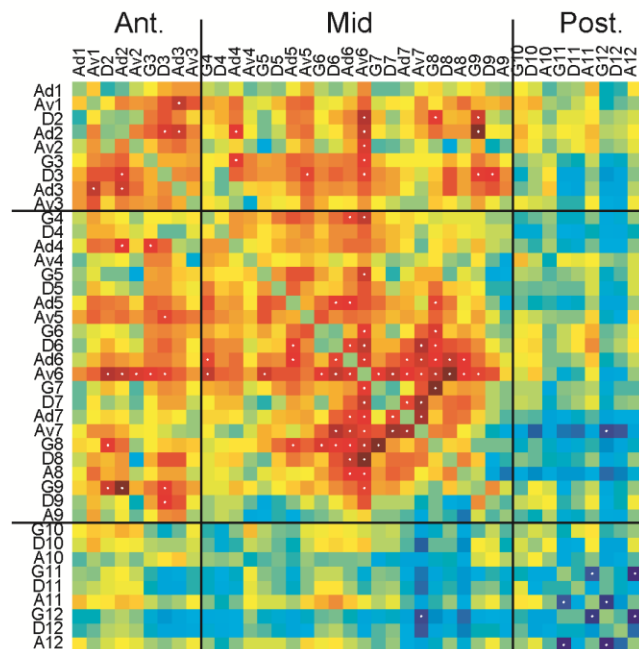 Ant. Mid Post.
Ad1 Av1 D2 Ad2 Av2 G3 D3 Ad3 Av3 G4 D4 Ad4 Av4 G5 D5 Ad5 Av5 G6 D6 Ad6 Av6 G7 D7 Ad7 Av7 G8 D8 A8 G9 D9 A9 G10 D10 A10 G11 D11 A11 G12 D12 A12
Ad1
Av1
D2
Ad2
Av2
G3
D3
Ad3
Av3
G4
D4
Ad4
Av4
G5
D5
Ad5
Av5
G6
D6
Ad6
Av6
G7
D7
Ad7
Av7
G8
D8
A8
G9
D9
A9
G10
D10
A10
G11
D11
A11
G12
D12
A12